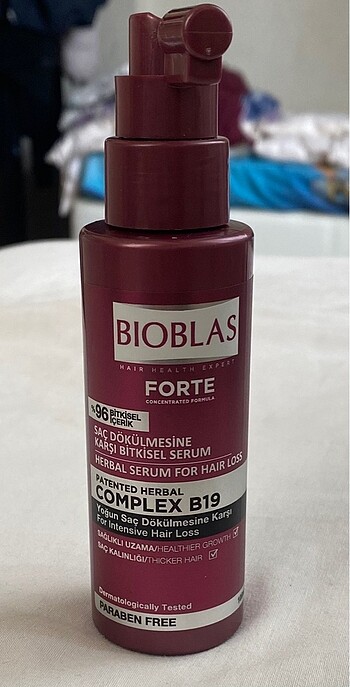 BIOBLAS
HAIR HEALTH EXPERT
FORTE
CONCENTRATED FORMULA
%96 BİTKİSEL
İÇERİK
SAÇ DÖKÜLMESİNE
KARŞI BİTKİSEL SERUM
HERBAL SERUM FOR HAIR LOSS
PATENTED HERBAL
COMPLEX B19
Yoğun Saç Dökülmesine Karşı
For Intensive Hair Loss
SAĞLIKLI UZAMA/HEALTHIER GROWTH
SAÇ KALINLIĞI/THICKER HAIR
Dermatologically Tested
PARABEN FREE